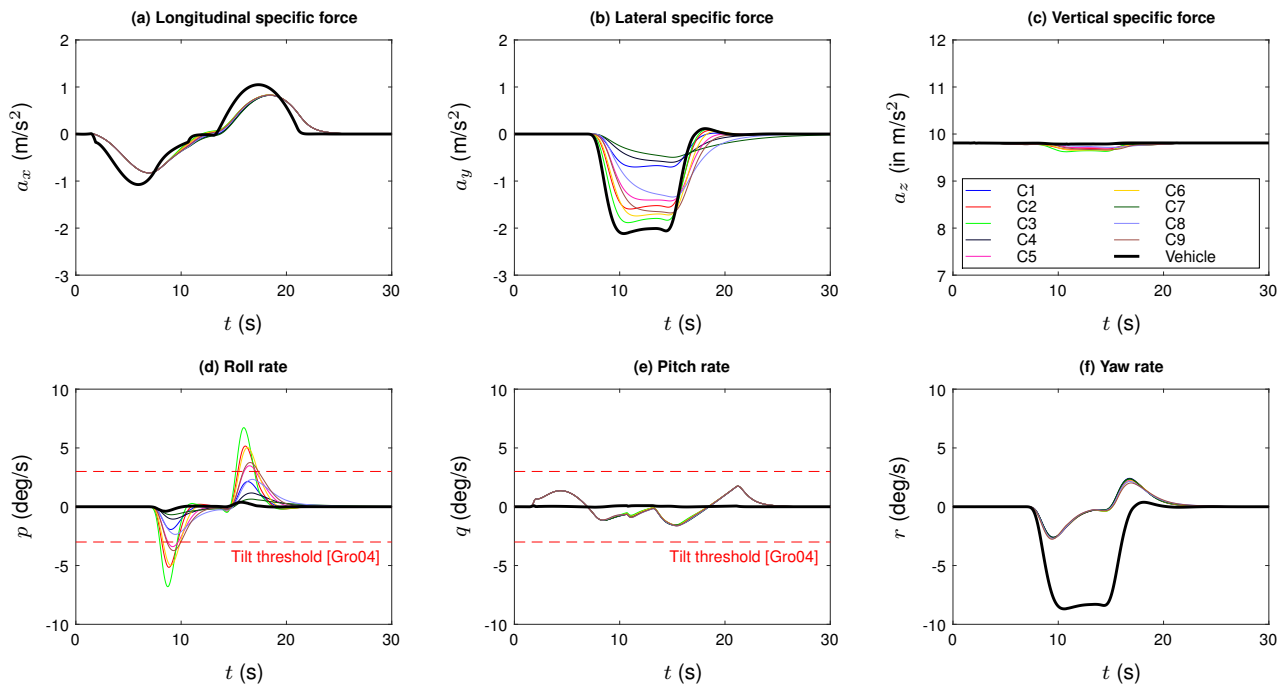 (a) Longitudinal specific force
(b) Lateral specific force
(c) Vertical specific force
2
1
0
-1
-2
-3
a_x (m/s²)
0 10 20 30
t (s)
2
1
0
-1
-2
-3
a_y (m/s²)
0 10 20 30
t (s)
12
11
10
9
8
7
a_z (in m/s²)
C1 C6
C2 C7
C3 C8
C4 C9
C5 Vehicle
0 10 20 30
t (s)
(d) Roll rate
(e) Pitch rate
(f) Yaw rate
10
5
0
-5
-10
p (deg/s)
Tilt threshold [Gro04]
0 10 20 30
t (s)
10
5
0
-5
-10
q (deg/s)
Tilt threshold [Gro04]
0 10 20 30
t (s)
10
5
0
-5
-10
r (deg/s)
0 10 20 30
t (s)